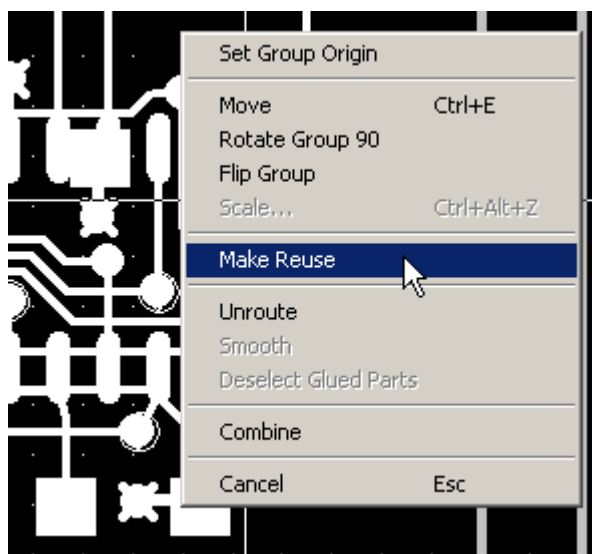 Set Group Origin
Move Ctrl+E
Rotate Group 90
Flip Group
Scale... Ctrl+Alt+Z
Make Reuse
Unroute
Smooth
Deselect Glued Parts
Combine
Cancel Esc